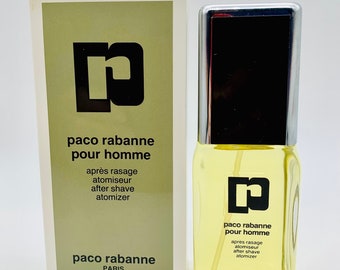 paco rabanne
pour homme
après rasage
atomiseur
after shave
atomizer
paco rabanne
PARIS
paco rabanne
pour homme
après rasage
atomiseur
after shave
atomizer